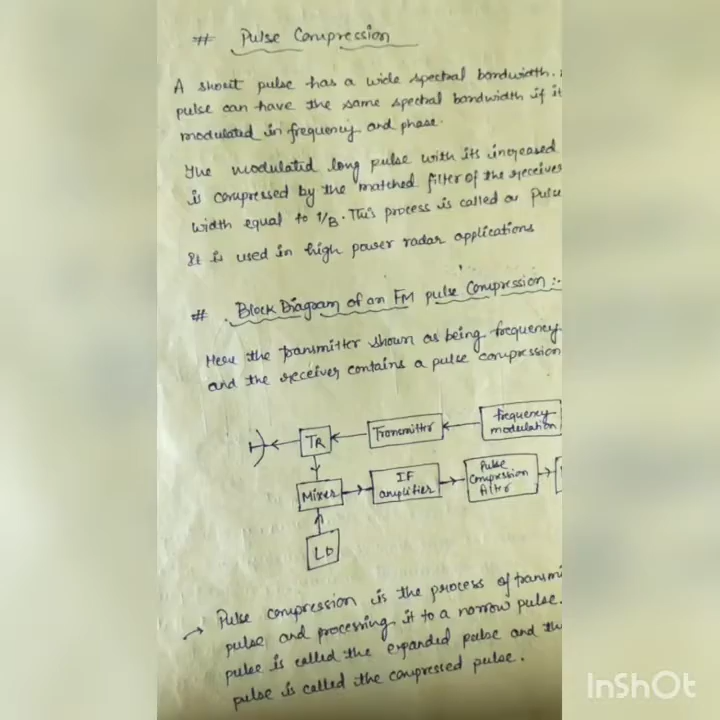 # Pulse Compression
A short pulse has a wide spectral bandwidth.
pulse can have the same spectral bandwidth if it
modulated in frequency and phase.
The modulated long pulse with its increased
is compressed by the matched filter of the receiver
width equal to 1/B. This process is called as Pulse
It is used in high power radar applications
# Block Diagram of an FM pulse Compression :-
Here the transmitter shown as being frequency
and the receiver contains a pulse compression
TR
Transmitter
frequency
modulation
Mixer
IF
amplifier
Pulse
Compression
filter
LO
→ Pulse compression is the process of transmi
pulse and processing it to a narrow pulse.
pulse is called the expanded pulse and the
pulse is called the compressed pulse.
InShOt